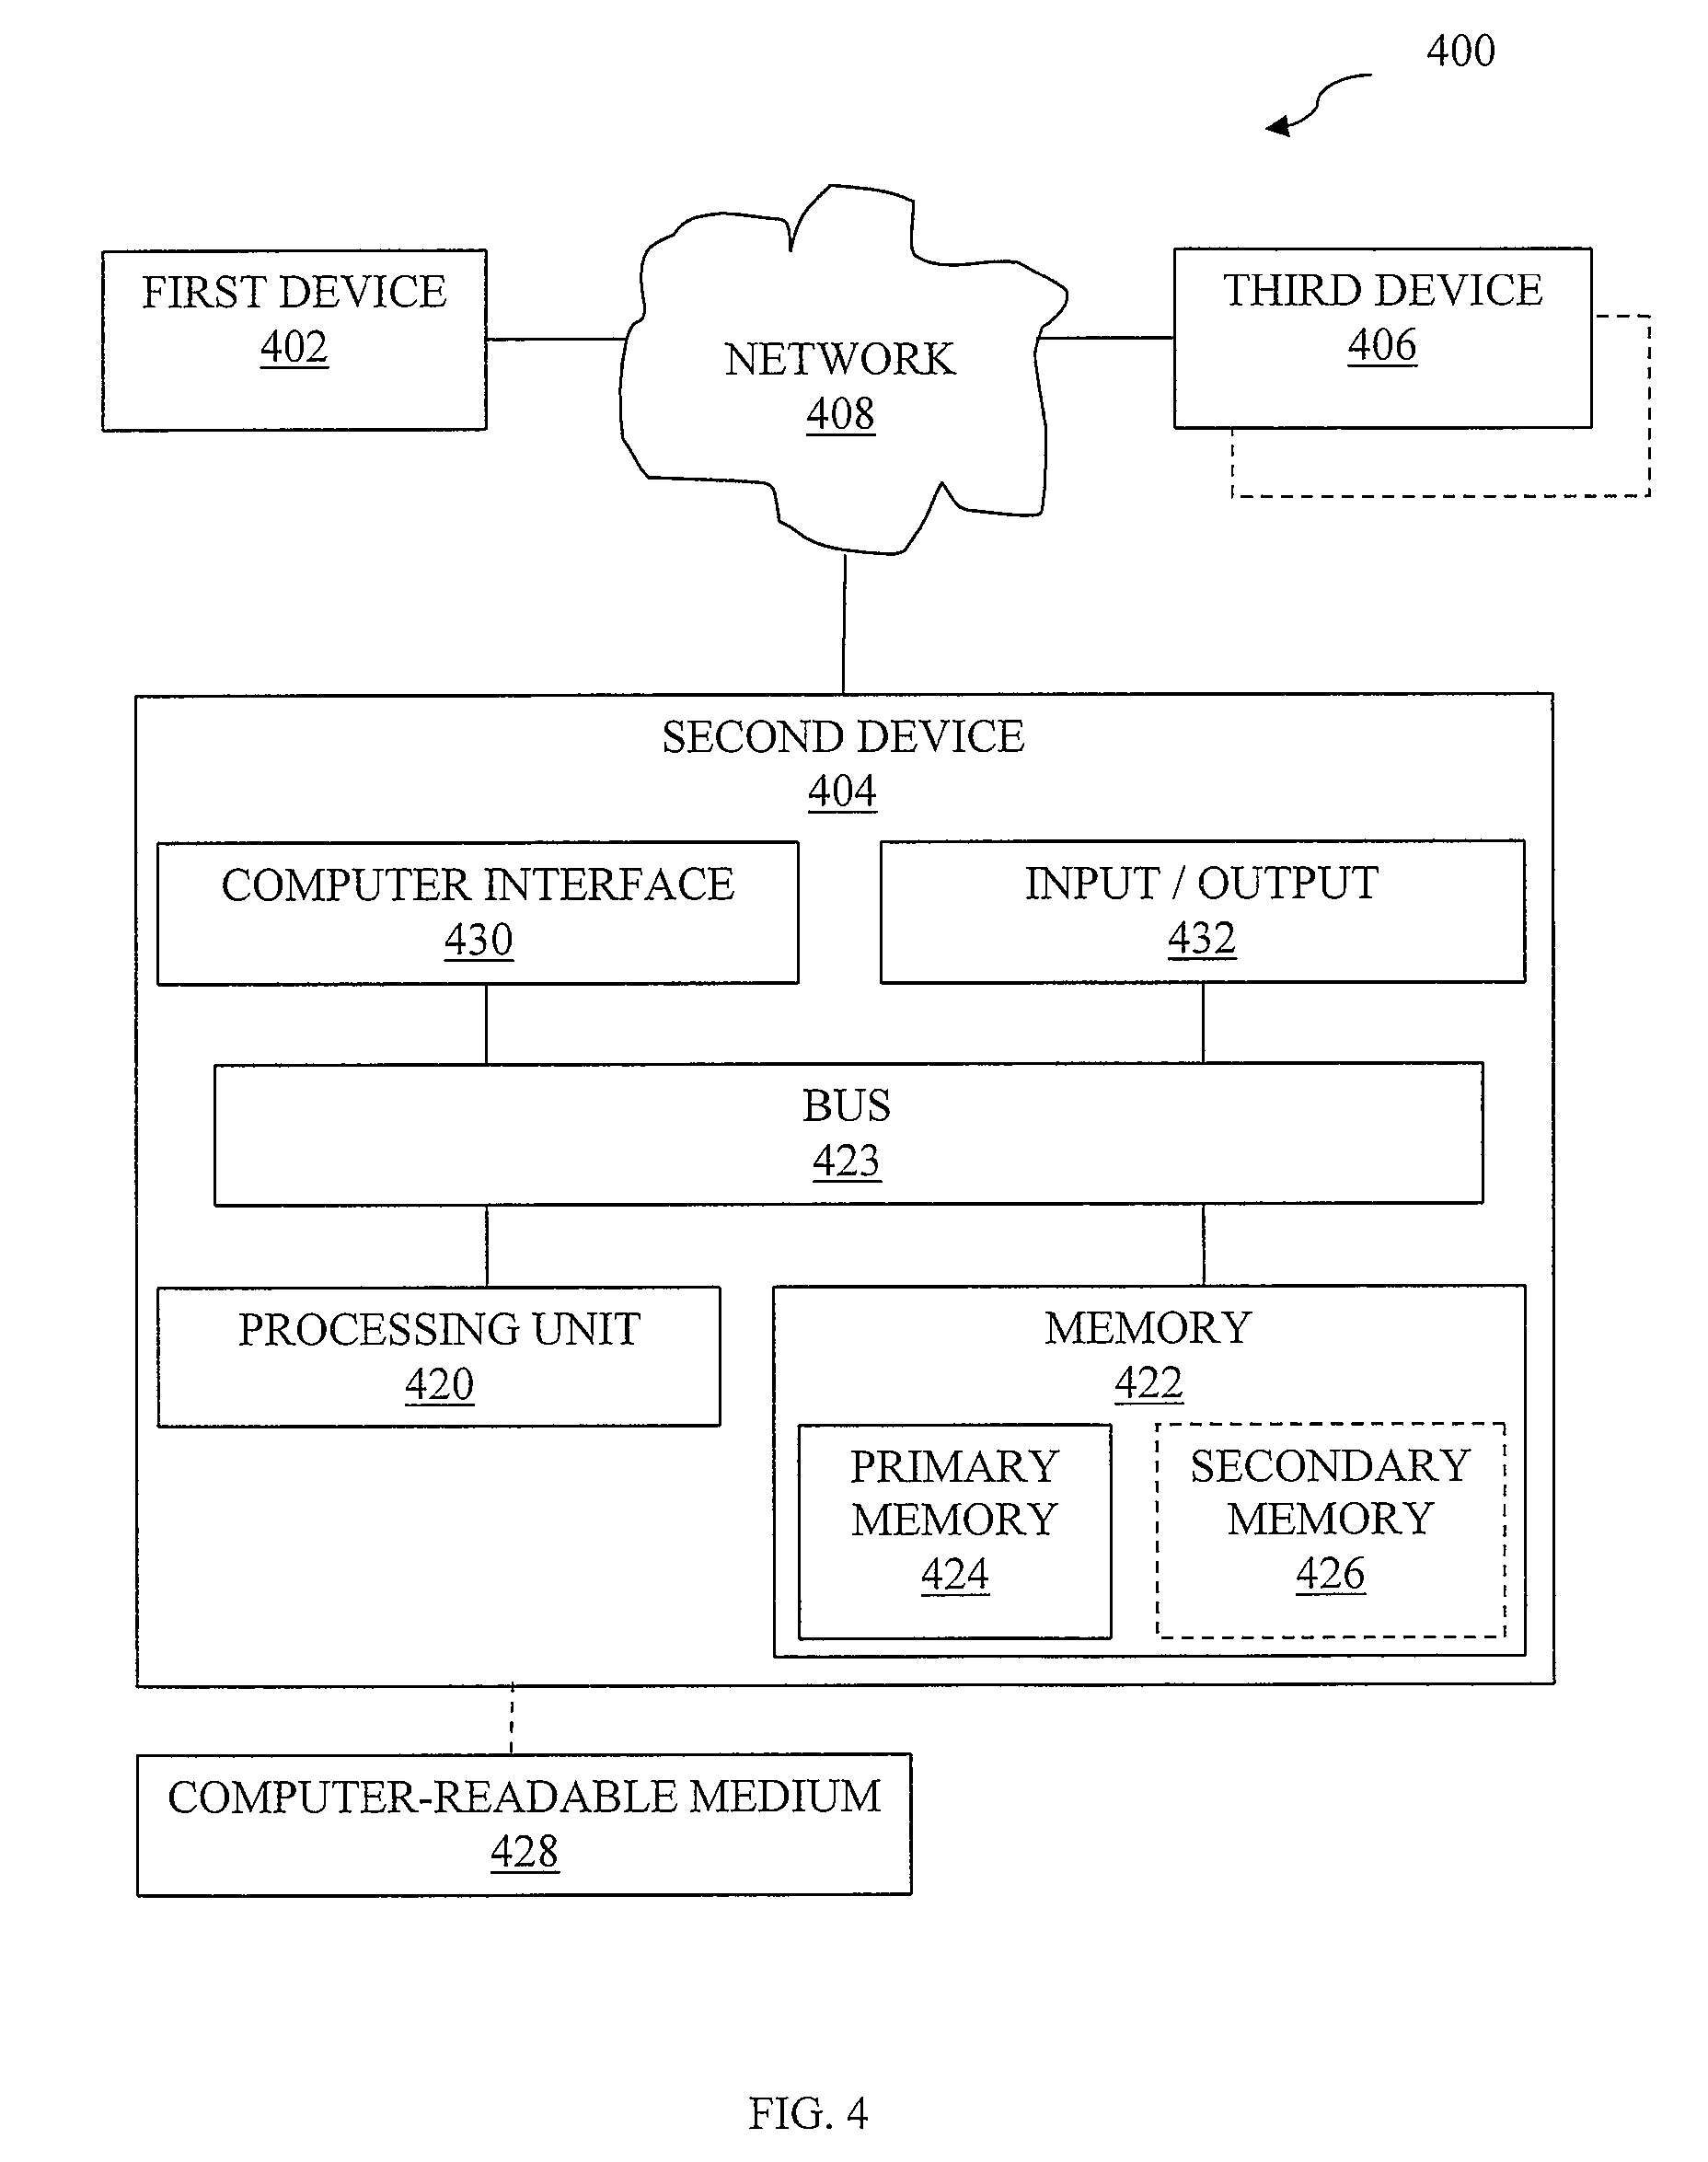 400
FIRST DEVICE
402
NETWORK
408
THIRD DEVICE
406
SECOND DEVICE
404
COMPUTER INTERFACE
430
INPUT / OUTPUT
432
BUS
423
PROCESSING UNIT
420
MEMORY
422
PRIMARY
MEMORY
424
SECONDARY
MEMORY
426
COMPUTER-READABLE MEDIUM
428
FIG. 4